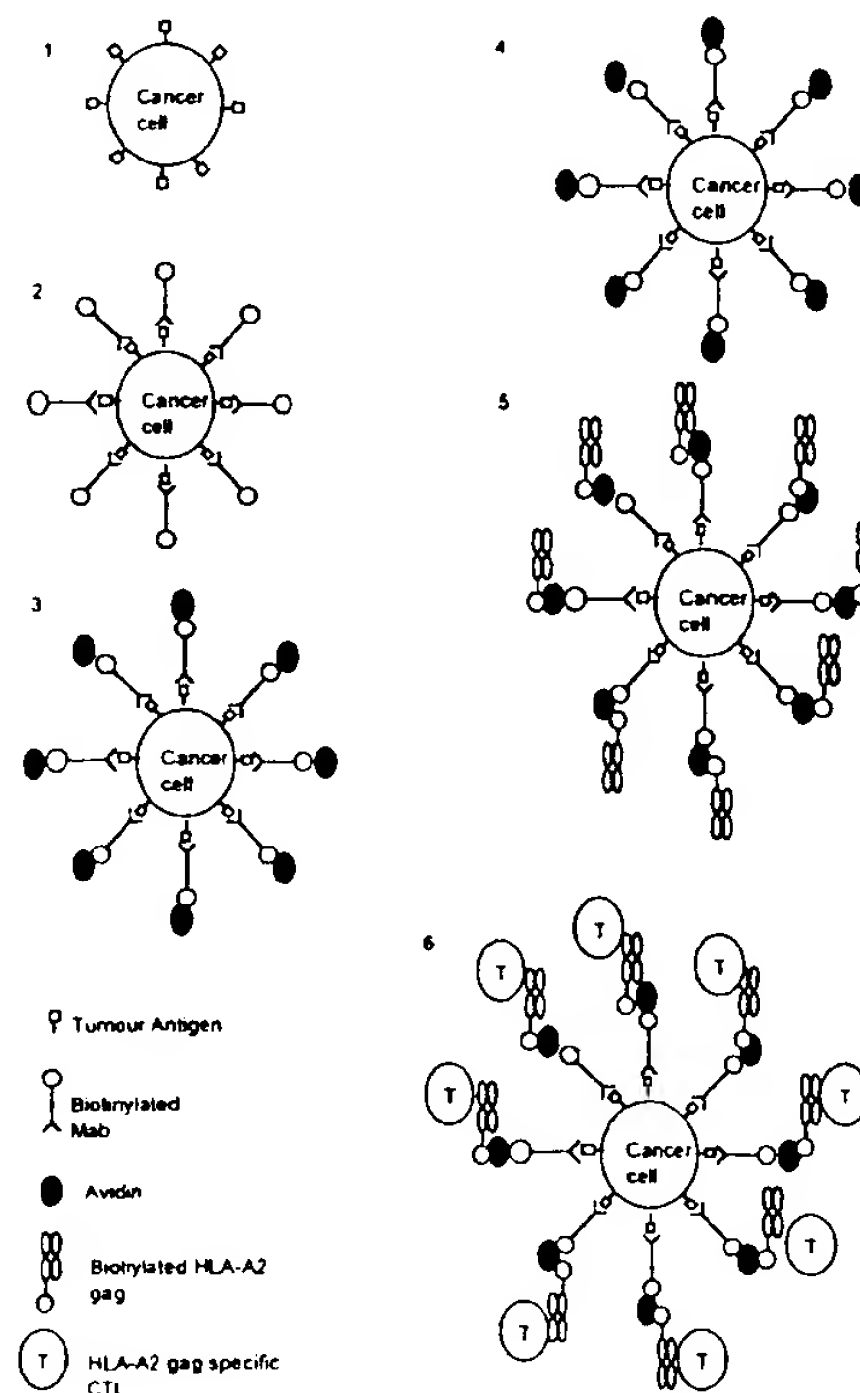 1
Cancer
cell
2
Cancer
cell
3
Cancer
cell
Tumour Antigen
Biotinylated
Mab
Avidin
Biotinylated HLA-A2
gag
T
HLA-A2 gag specific
CTL
4
Cancer
cell
5
Cancer
cell
6
T
T
T
T
T
Cancer
cell
T
T
T